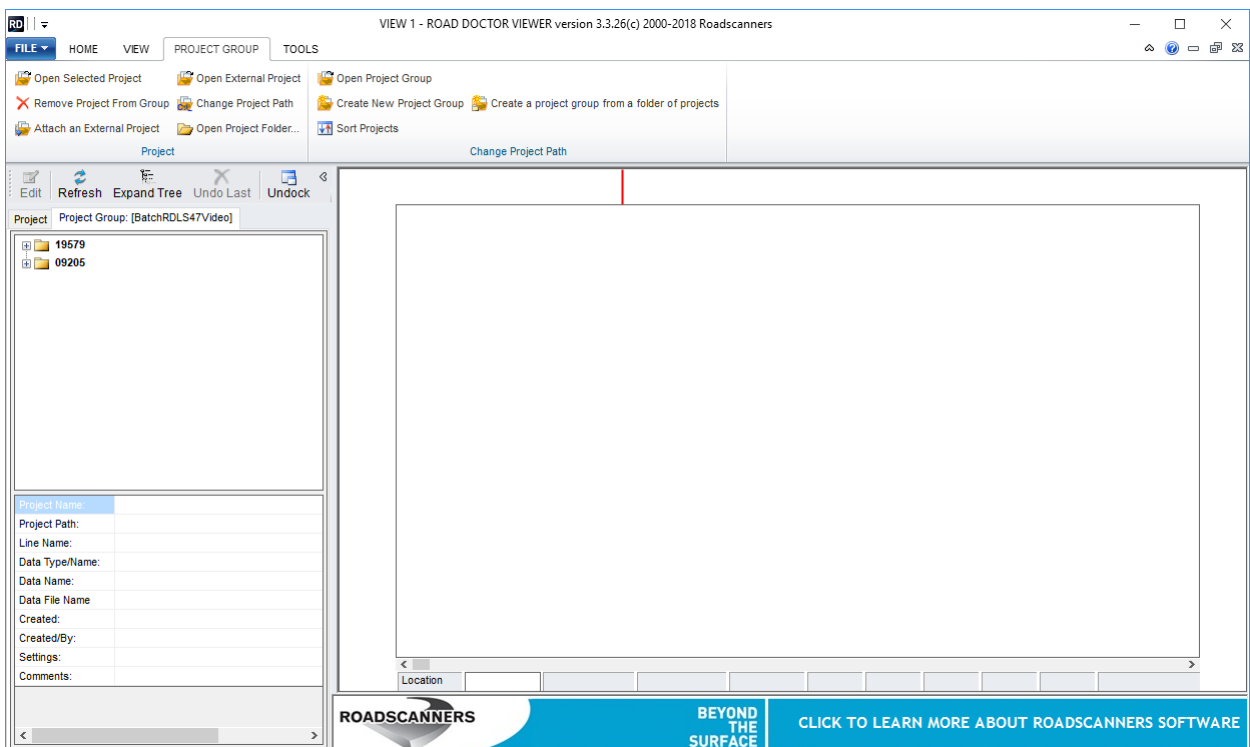 RD
VIEW 1 - ROAD DOCTOR VIEWER version 3.3.26(c) 2000-2018 Roadscanners
FILE HOME VIEW PROJECT GROUP TOOLS
Open Selected Project Open External Project Open Project Group
Remove Project From Group Change Project Path Create New Project Group Create a project group from a folder of projects
Attach an External Project Open Project Folder... Sort Projects
Project Change Project Path
Edit Refresh Expand Tree Undo Last Undock
Project Project Group: [BatchRDLS47Video]
19579
09205
Project Name:
Project Path:
Line Name:
Data Type/Name:
Data Name:
Data File Name
Created:
Created/By:
Settings:
Comments:
Location
ROADSCANNERS
BEYOND
THE
SURFACE
CLICK TO LEARN MORE ABOUT ROADSCANNERS SOFTWARE